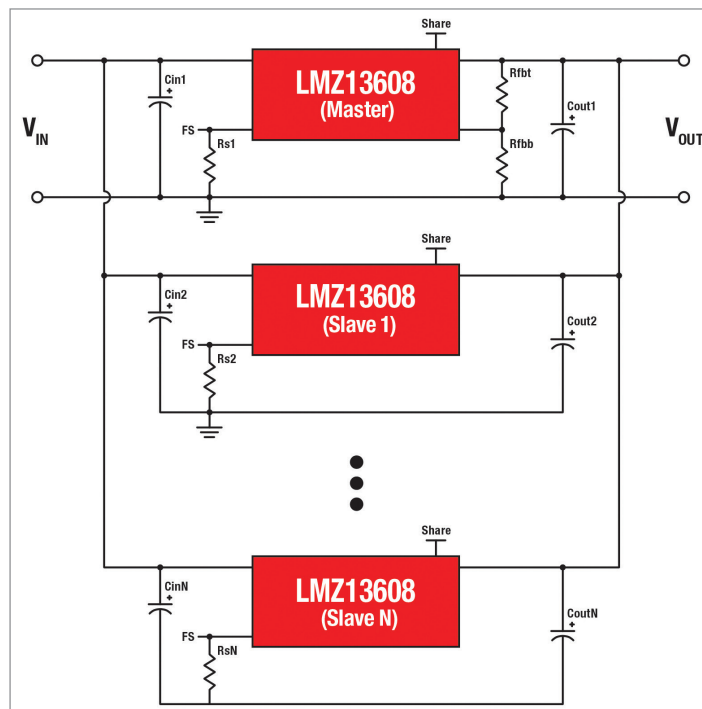 Share
Cin1
+
LMZ13608
(Master)
Rfbt
Cout1
+
VIN
FS
Rs1
Rfbb
VOUT
Share
Cin2
+
LMZ13608
(Slave 1)
Cout2
+
FS
Rs2
Share
CinN
+
LMZ13608
(Slave N)
CoutN
+
FS
RsN